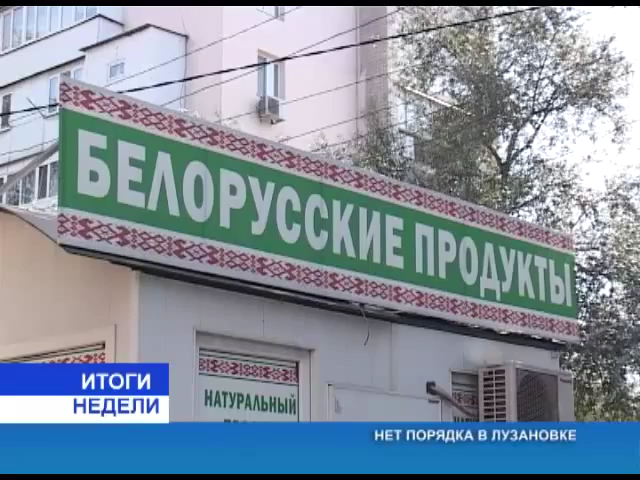 БЕЛОРУССКИЕ ПРОДУКТЫ
НАТУРАЛЬНЫЙ
ИТОГИ
НЕДЕЛИ
НЕТ ПОРЯДКА В ЛУЗАНОВКЕ